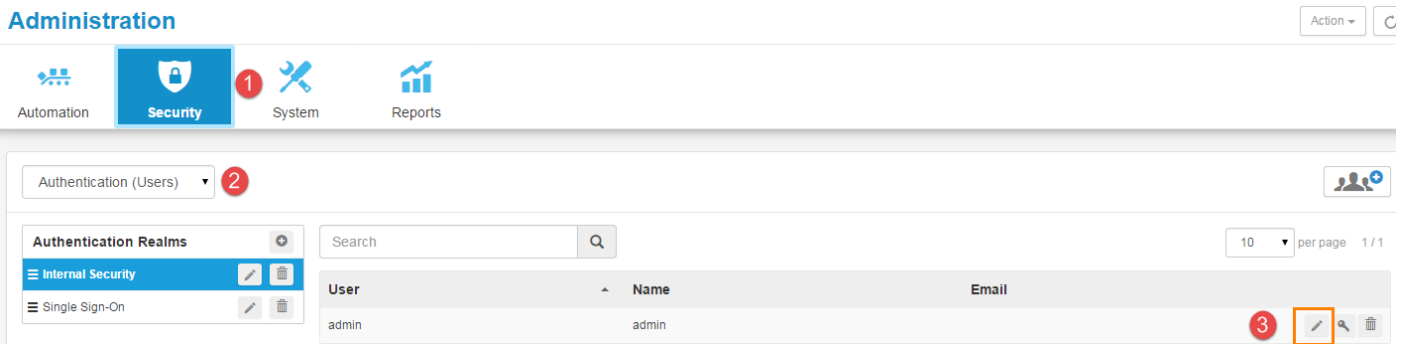 Administration
Action
Automation
Security
1
System
Reports
Authentication (Users)
2
Authentication Realms
Search
10
per page 1 / 1
Internal Security
Single Sign-On
User
Name
Email
admin
admin
3